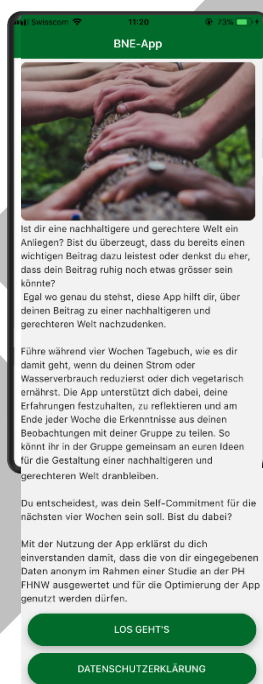 Swisscom 11:20 73%
BNE-App
Ist dir eine nachhaltigere und gerechtere Welt ein
Anliegen? Bist du überzeugt, dass du bereits einen
wichtigen Beitrag dazu leistest oder denkst du eher,
dass dein Beitrag ruhig noch etwas grösser sein
könnte?
Egal wo genau du stehst, diese App hilft dir, über
deinen Beitrag zu einer nachhaltigeren und
gerechteren Welt nachzudenken.
Führe während vier Wochen Tagebuch, wie es dir
damit geht, wenn du deinen Strom oder
Wasserverbrauch reduzierst oder dich vegetarisch
ernährst. Die App unterstützt dich dabei, deine
Erfahrungen festzuhalten, zu reflektieren und am
Ende jeder Woche die Erkenntnisse aus deinen
Beobachtungen mit deiner Gruppe zu teilen. So
könnt ihr in der Gruppe gemeinsam an euren Ideen
für die Gestaltung einer nachhaltigeren und
gerechteren Welt dranbleiben.
Du entscheidest, was dein Self-Commitment für die
nächsten vier Wochen sein soll. Bist du dabei?
Mit der Nutzung der App erklärst du dich
einverstanden damit, dass die von dir eingegebenen
Daten anonym im Rahmen einer Studie an der PH
FHNW ausgewertet und für die Optimierung der App
genutzt werden dürfen.
LOS GEHT'S
DATENSCHUTZERKLÄRUNG